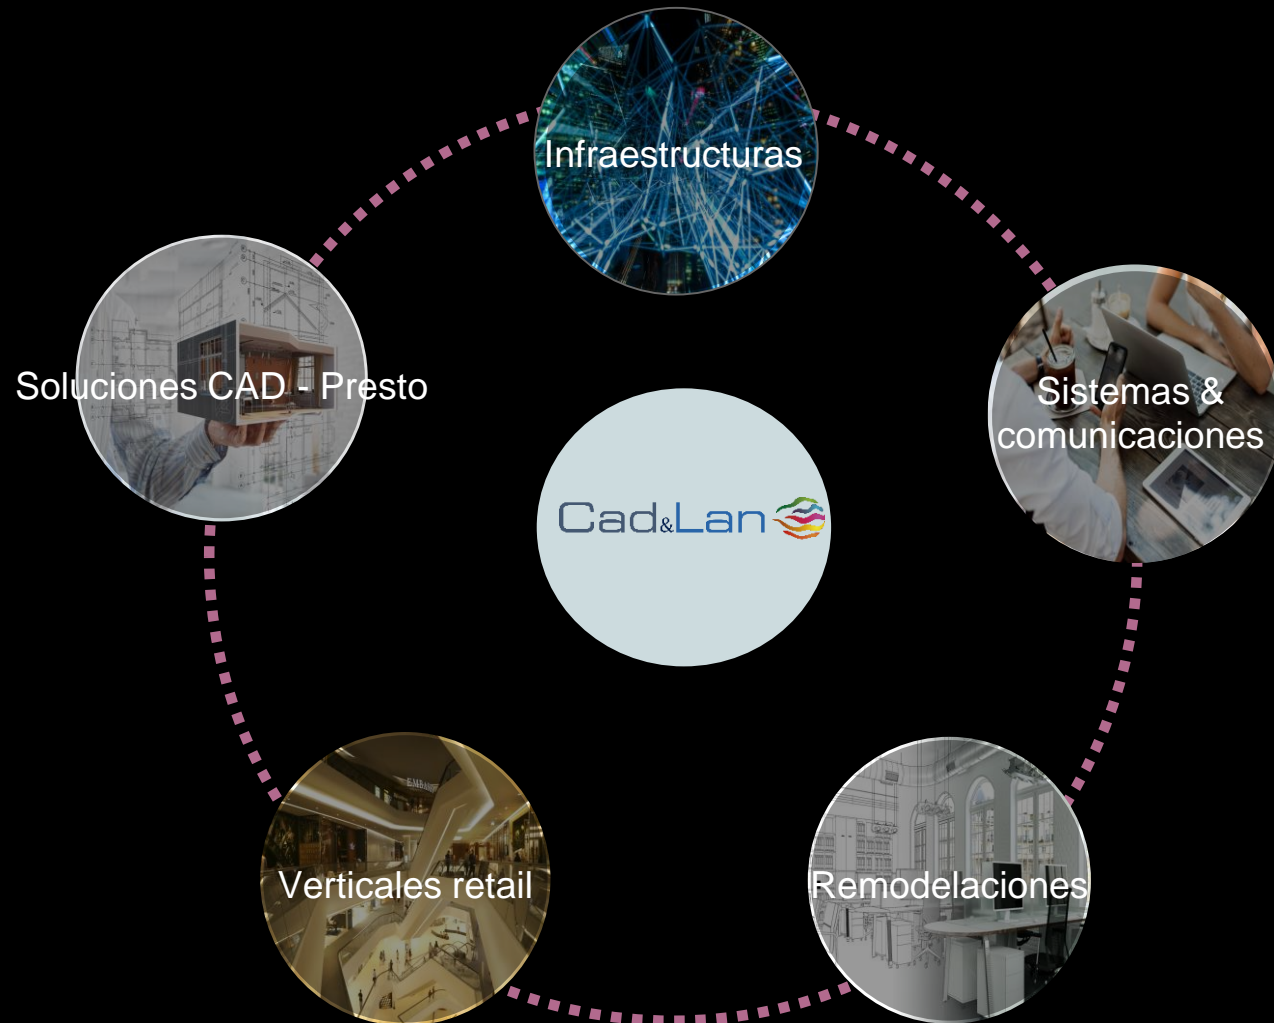 Infraestructuras
Soluciones CAD - Presto
Sistemas &
comunicaciones
Cad&Lan
Verticales retail
Remodelaciones